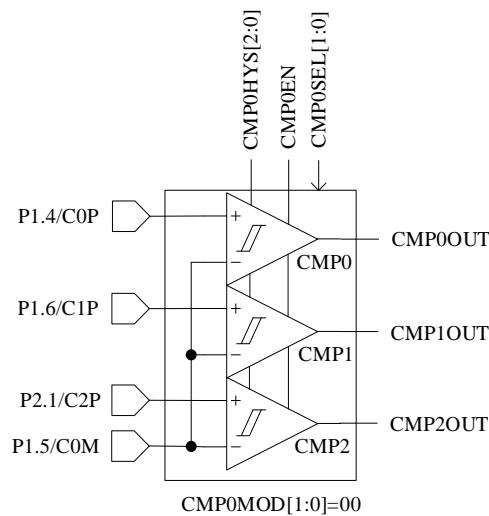 CMP0HYS[2:0]
CMP0EN
CMP0SEL[1:0]
P1.4/C0P
+
−
CMP0
CMP0OUT
P1.6/C1P
+
−
CMP1
CMP1OUT
P2.1/C2P
+
−
CMP2
CMP2OUT
P1.5/C0M
CMP0MOD[1:0]=00